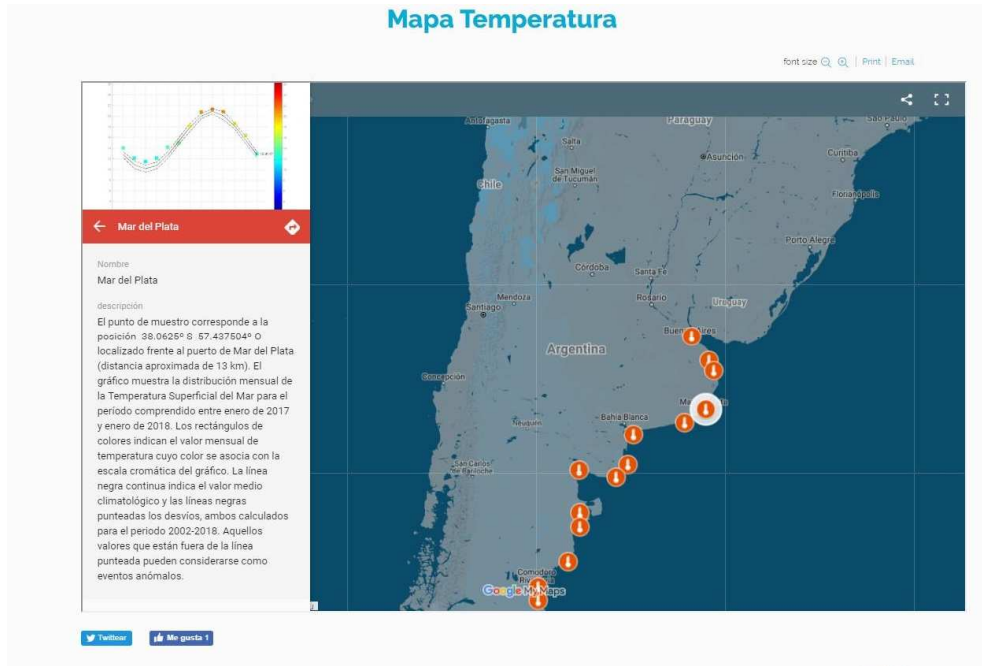 Mapa Temperatura
font size
Print
Email
Mar del Plata
Nombre
Mar del Plata
descripción
El punto de muestro corresponde a la
posición 38.0625º S 57.437504º O
localizado frente al puerto de Mar del Plata
(distancia aproximada de 13 km). El
gráfico muestra la distribución mensual de
la Temperatura Superficial del Mar para el
período comprendido entre enero de 2017
y enero de 2018. Los rectángulos de
colores indican el valor mensual de
temperatura cuyo color se asocia con la
escala cromática del gráfico. La línea
negra continua indica el valor medio
climatológico y las líneas negras
punteadas los desvíos, ambos calculados
para el periodo 2002-2018. Aquellos
valores que están fuera de la línea
punteada pueden considerarse como
eventos anómalos.
Antofagasta
Paraguay
Salta
Asunción
Curitiba
San Miguel
de Tucumán
Chile
Florianópolis
Porto Alegre
Córdoba
Santa Fe
Mendoza
Rosario
Uruguay
Santiago
Argentina
Concepción
Bahía Blanca
Neuquén
San Carlos
de Bariloche
Comodoro
Google My Maps
Twittear
Me gusta 1